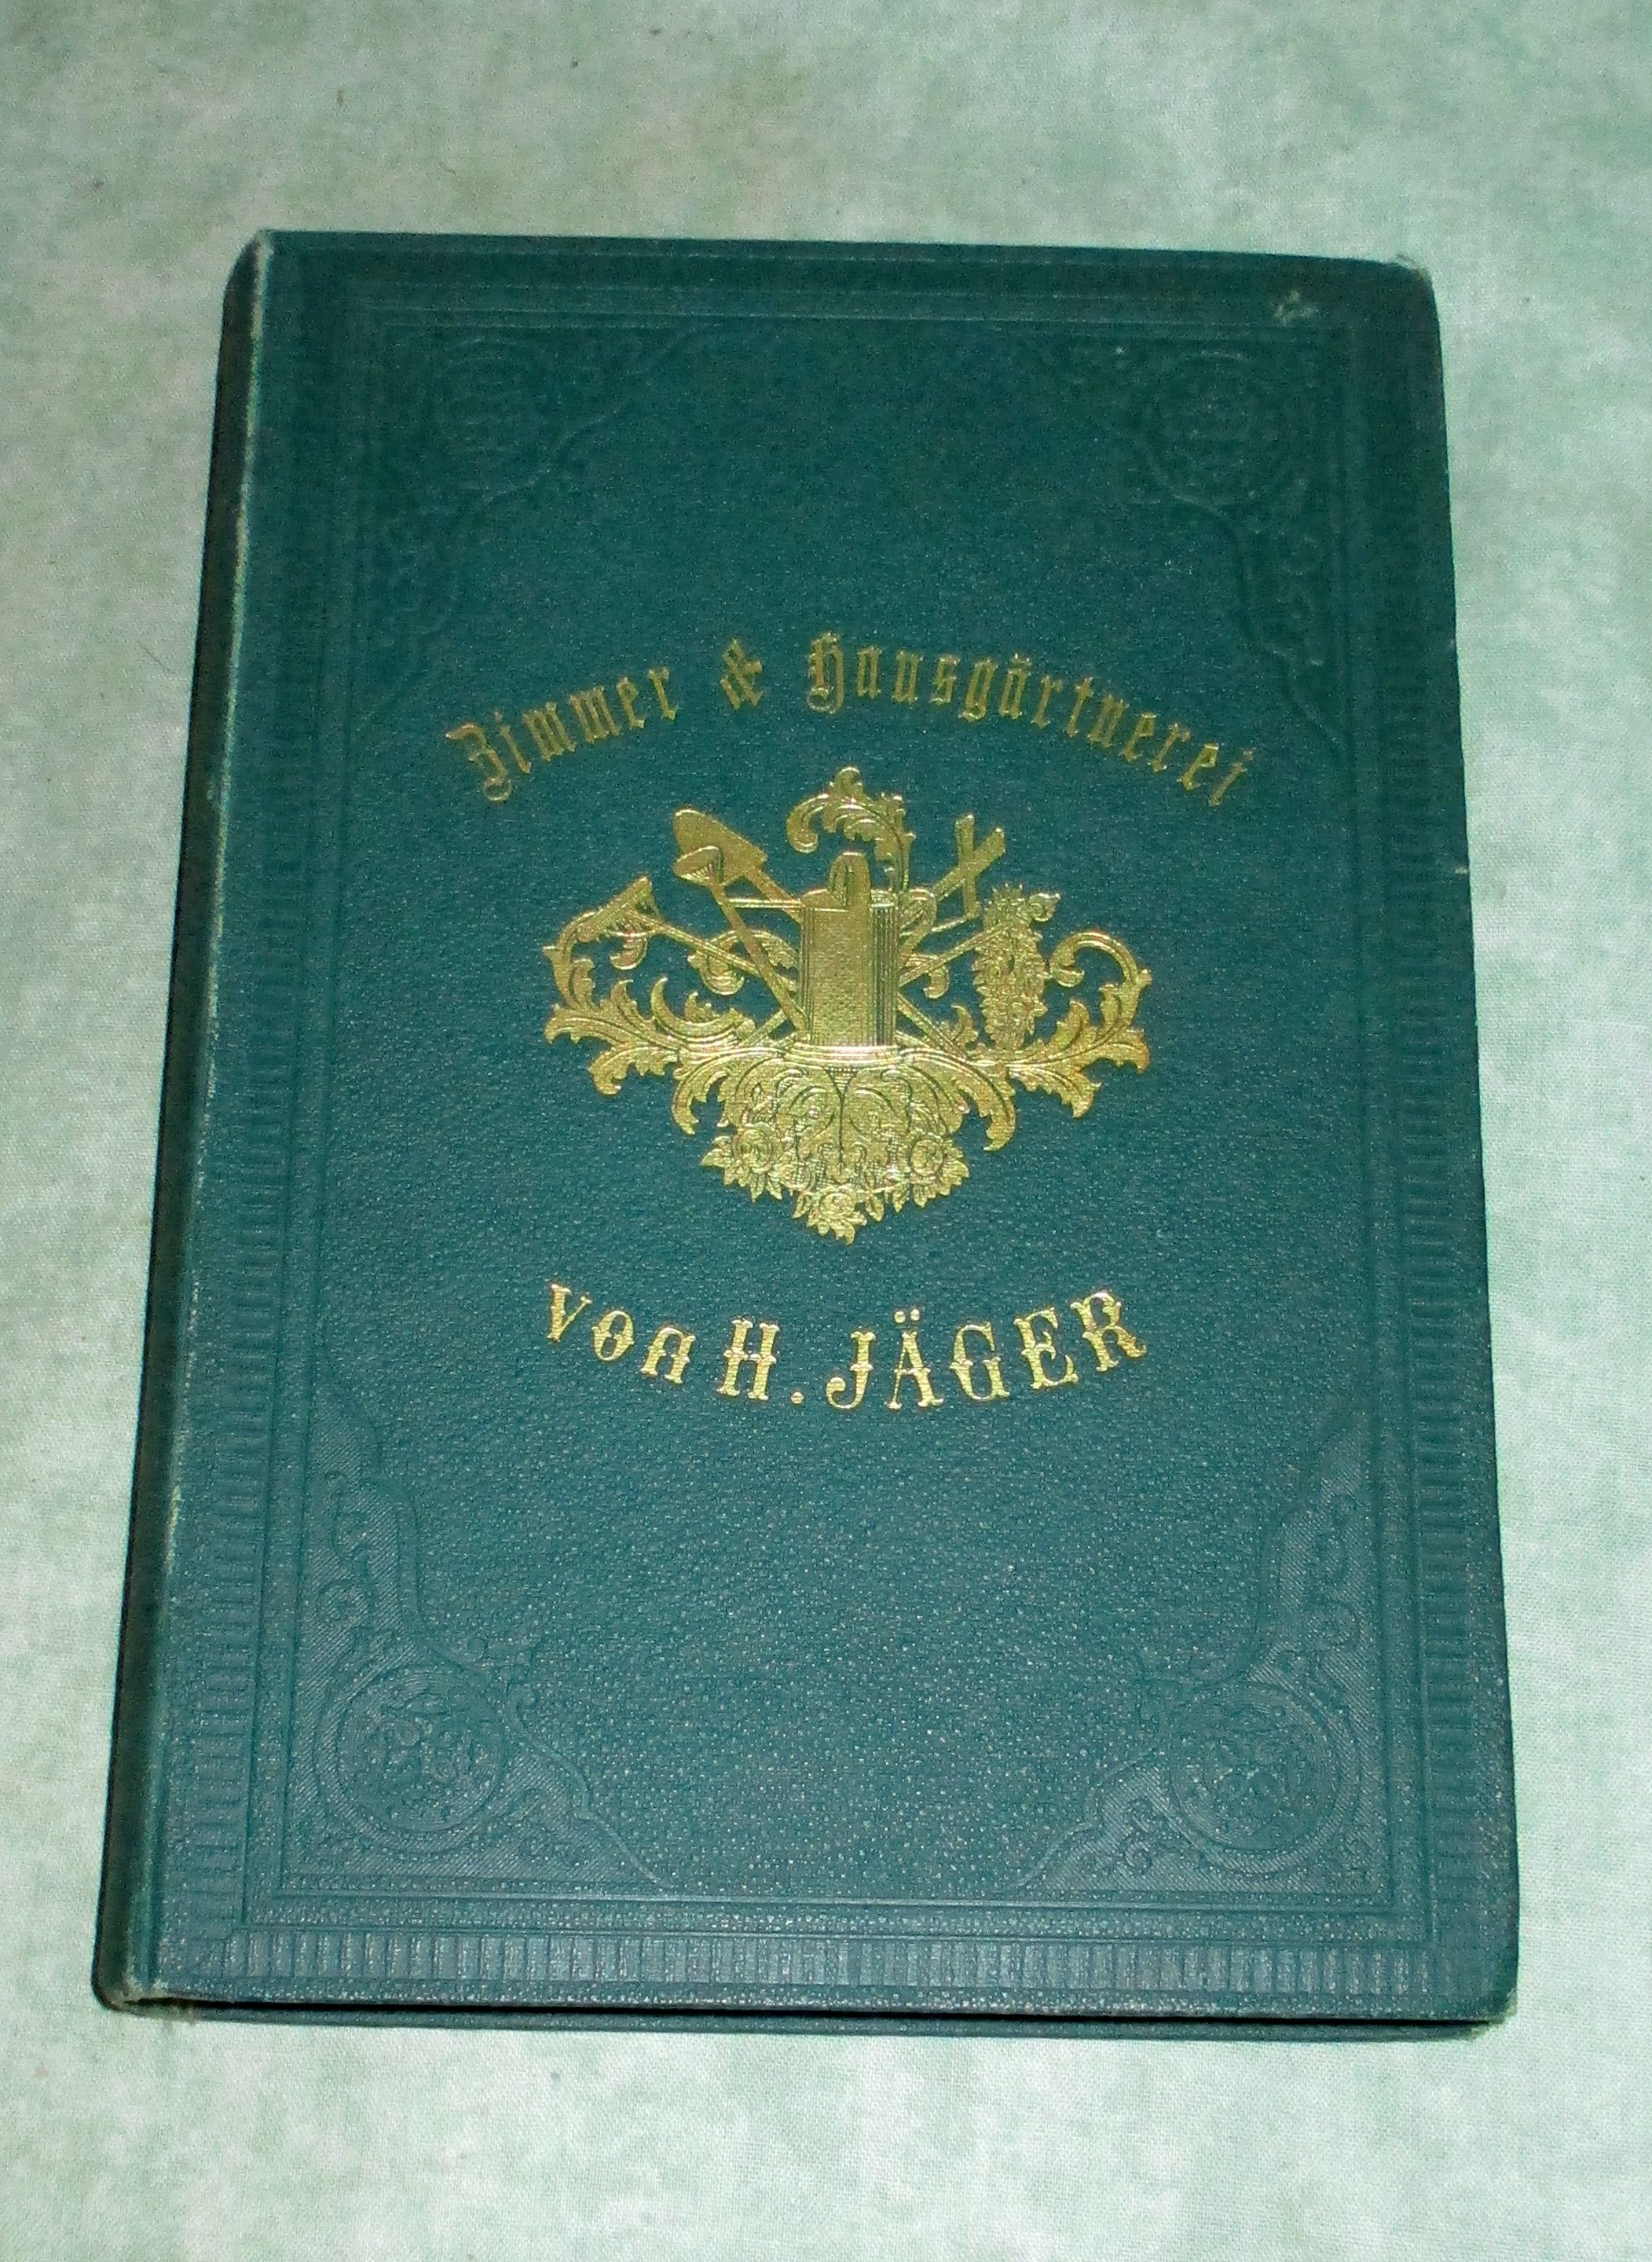 Zimmer & Hausgärtnerei
von H. JÄGER